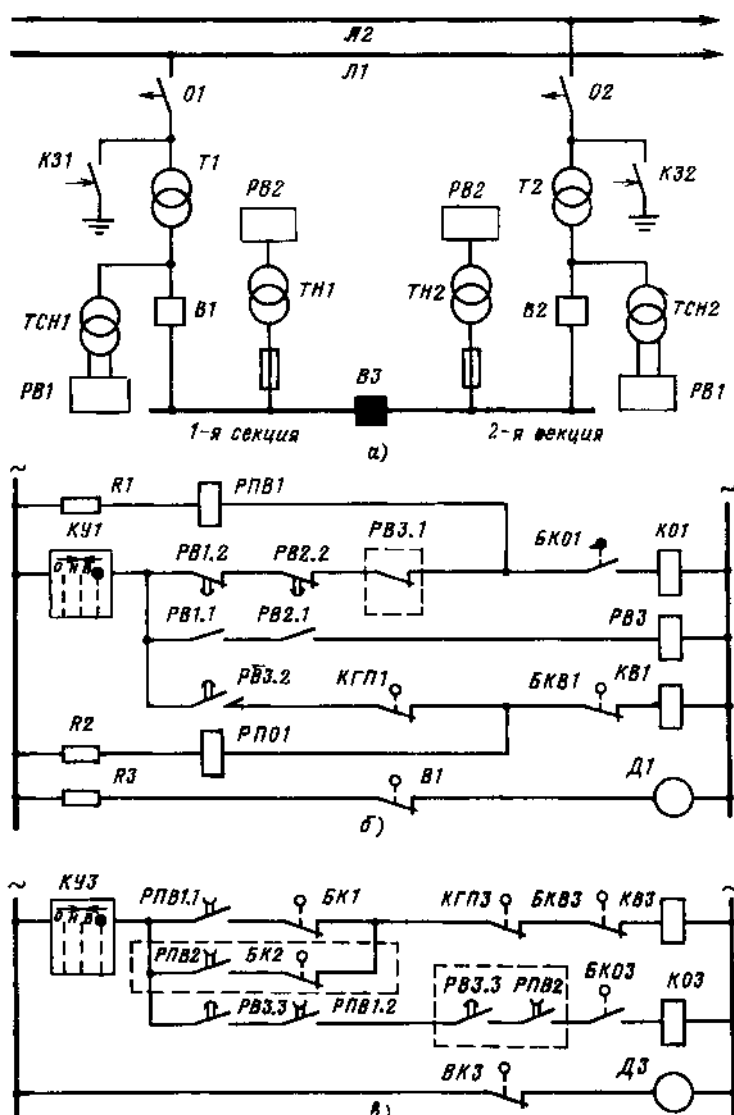 Л2
Л1
О1
О2
КЗ1
Т1
РВ2
РВ2
Т2
КЗ2
ТСН1
В1
ТН1
ТН2
В2
ТСН2
РВ1
В3
РВ1
1-я секция
2-я секция
а)
~
~
R1
РПВ1
КУ1
О Н В
РВ1.2
РВ2.2
РВ3.1
БКО1
КО1
РВ1.1
РВ2.1
РВ3
РВ3.2
КГП1
БКВ1
КВ1
R2
РПО1
R3
В1
Д1
б)
~
~
КУ3
О Н В
РПВ1.1
БК1
КГП3
БКВ3
КВ3
РПВ2
БК2
РВ3.3
РПВ1.2
РВ3.3
РПВ2
БКО3
КО3
ВК3
Д3
в)